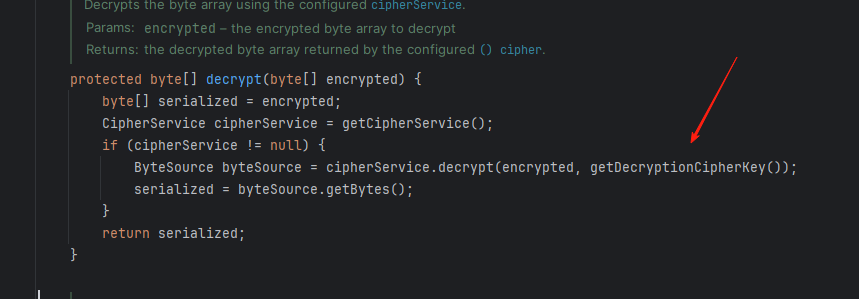 Decrypts the byte array using the configured cipherService.
Params: encrypted – the encrypted byte array to decrypt
Returns: the decrypted byte array returned by the configured () cipher.
protected byte[] decrypt(byte[] encrypted) {
byte[] serialized = encrypted;
CipherService cipherService = getCipherService();
if (cipherService != null) {
ByteSource byteSource = cipherService.decrypt(encrypted, getDecryptionCipherKey());
serialized = byteSource.getBytes();
}
return serialized;
}